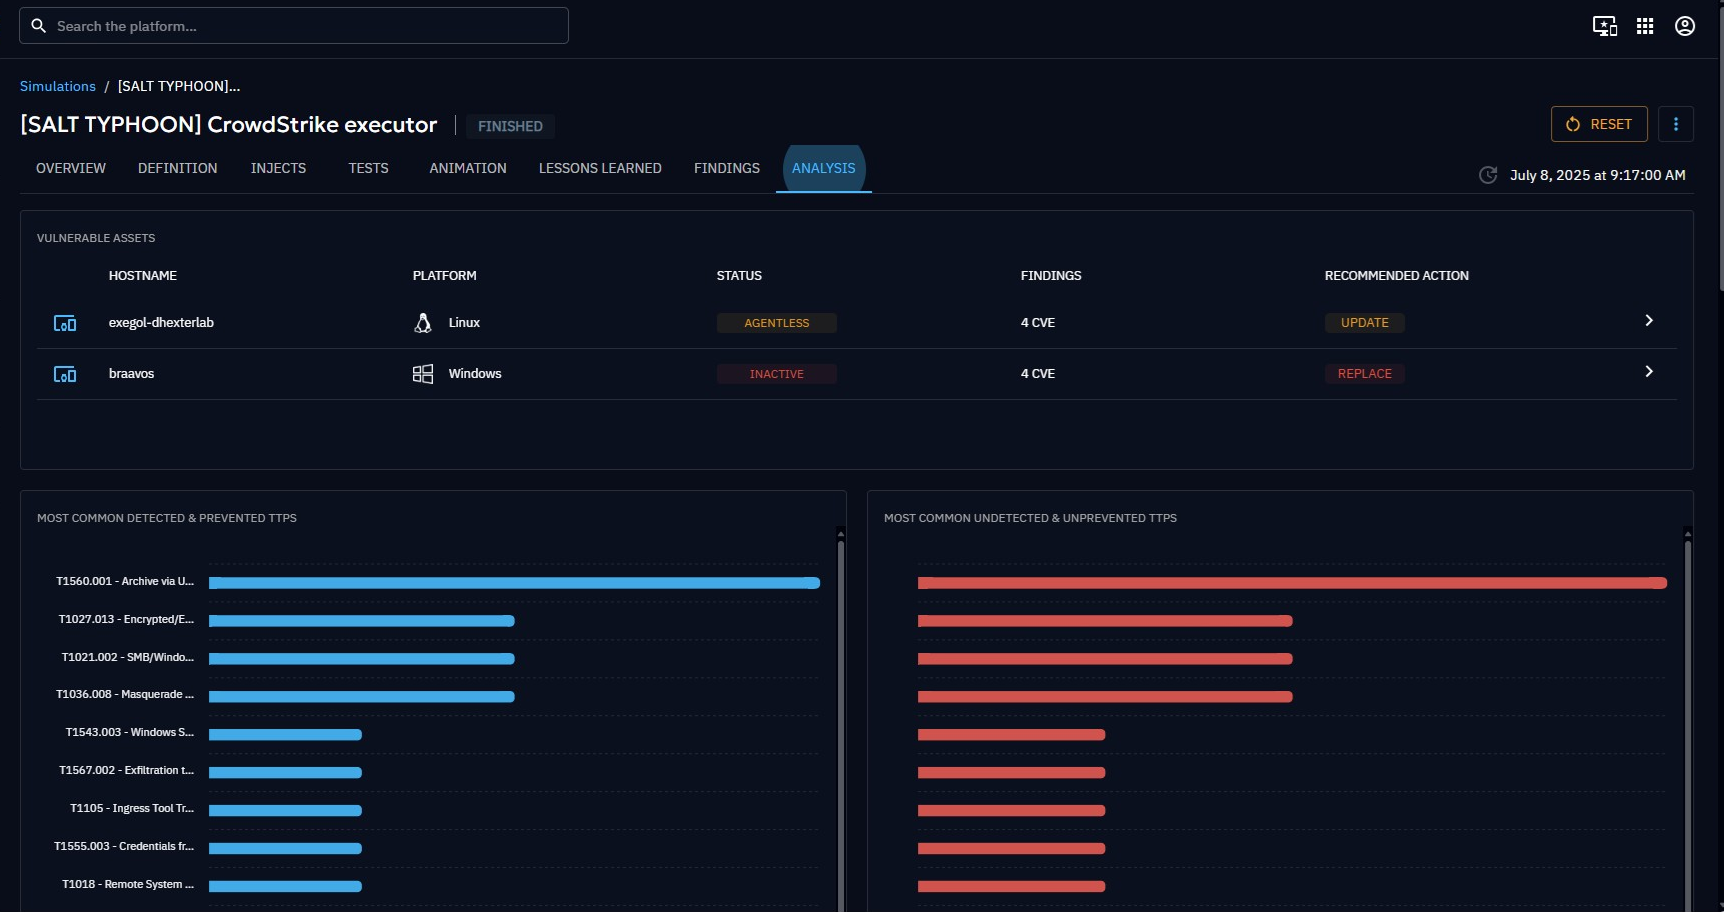 Search the platform...
Simulations / [SALT TYPHOON]...
[SALT TYPHOON] CrowdStrike executor
FINISHED
RESET
OVERVIEW
DEFINITION
INJECTS
TESTS
ANIMATION
LESSONS LEARNED
FINDINGS
ANALYSIS
July 8, 2025 at 9:17:00 AM
VULNERABLE ASSETS
HOSTNAME PLATFORM STATUS FINDINGS RECOMMENDED ACTION
exegol-dhexterlab Linux AGENTLESS 4 CVE UPDATE
braavos Windows INACTIVE 4 CVE REPLACE
MOST COMMON DETECTED & PREVENTED TTPS
T1560.001 - Archive via U...
T1027.013 - Encrypted/E...
T1021.002 - SMB/Windo...
T1036.008 - Masquerade ...
T1543.003 - Windows S...
T1567.002 - Exfiltration t...
T1105 - Ingress Tool Tr...
T1555.003 - Credentials fr...
T1018 - Remote System ...
MOST COMMON UNDETECTED & UNPREVENTED TTPS